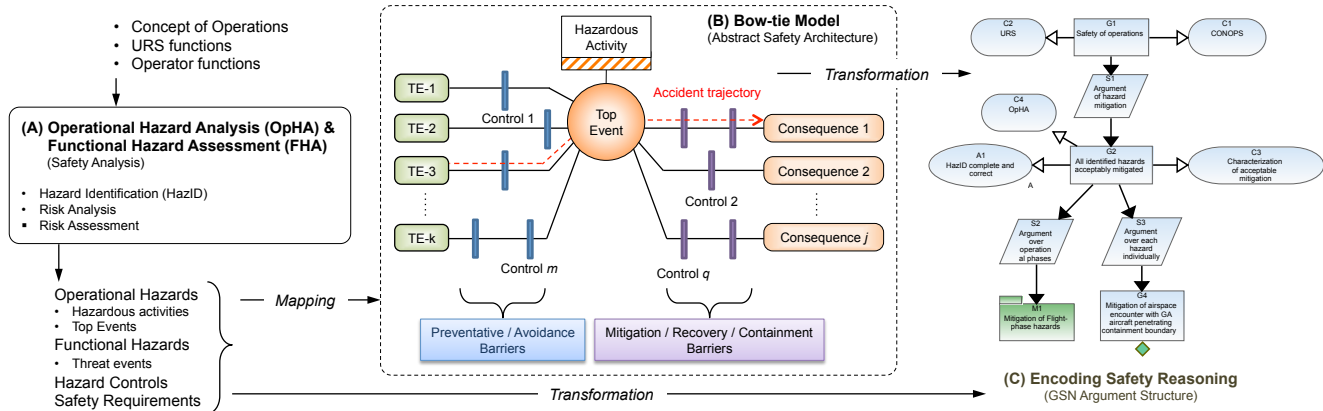 • Concept of Operations
• URS functions
• Operator functions
(A) Operational Hazard Analysis (OpHA) &
Functional Hazard Assessment (FHA)
(Safety Analysis)
• Hazard Identification (HazID)
• Risk Analysis
▪ Risk Assessment
Operational Hazards
• Hazardous activities
• Top Events
Functional Hazards
• Threat events
Hazard Controls
Safety Requirements
Mapping
Transformation
(B) Bow-tie Model
(Abstract Safety Architecture)
Hazardous
Activity
TE-1
TE-2
TE-3
TE-k
Control 1
Control m
Top
Event
Accident trajectory
Control 2
Control q
Consequence 1
Consequence 2
Consequence j
Preventative / Avoidance
Barriers
Mitigation / Recovery / Containment
Barriers
Transformation
C2
URS
G1
Safety of operations
C1
CONOPS
S1
Argument
of hazard
mitigation
C4
OpHA
A1
HazID complete and
correct
A
G2
All identified hazards
acceptably mitigated
C3
Characterization
of acceptable
mitigation
S2
Argument
over
operation
al phases
S3
Argument
over each
hazard
individually
M1
Mitigation of Flight-
phase hazards
G4
Mitigation of airspace
encounter with GA
aircraft penetrating
containment boundary
(C) Encoding Safety Reasoning
(GSN Argument Structure)